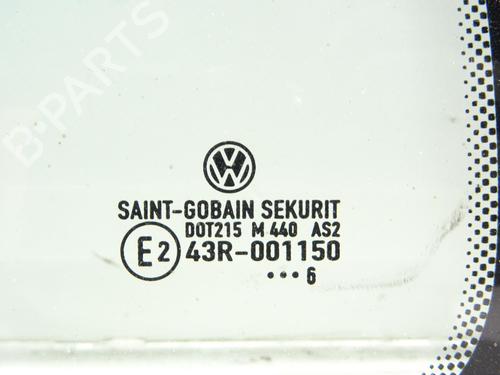 B-PARTS
VW
SAINT-GOBAIN SEKURIT
DOT215 M 440 AS2
E2 43R-001150
•••6